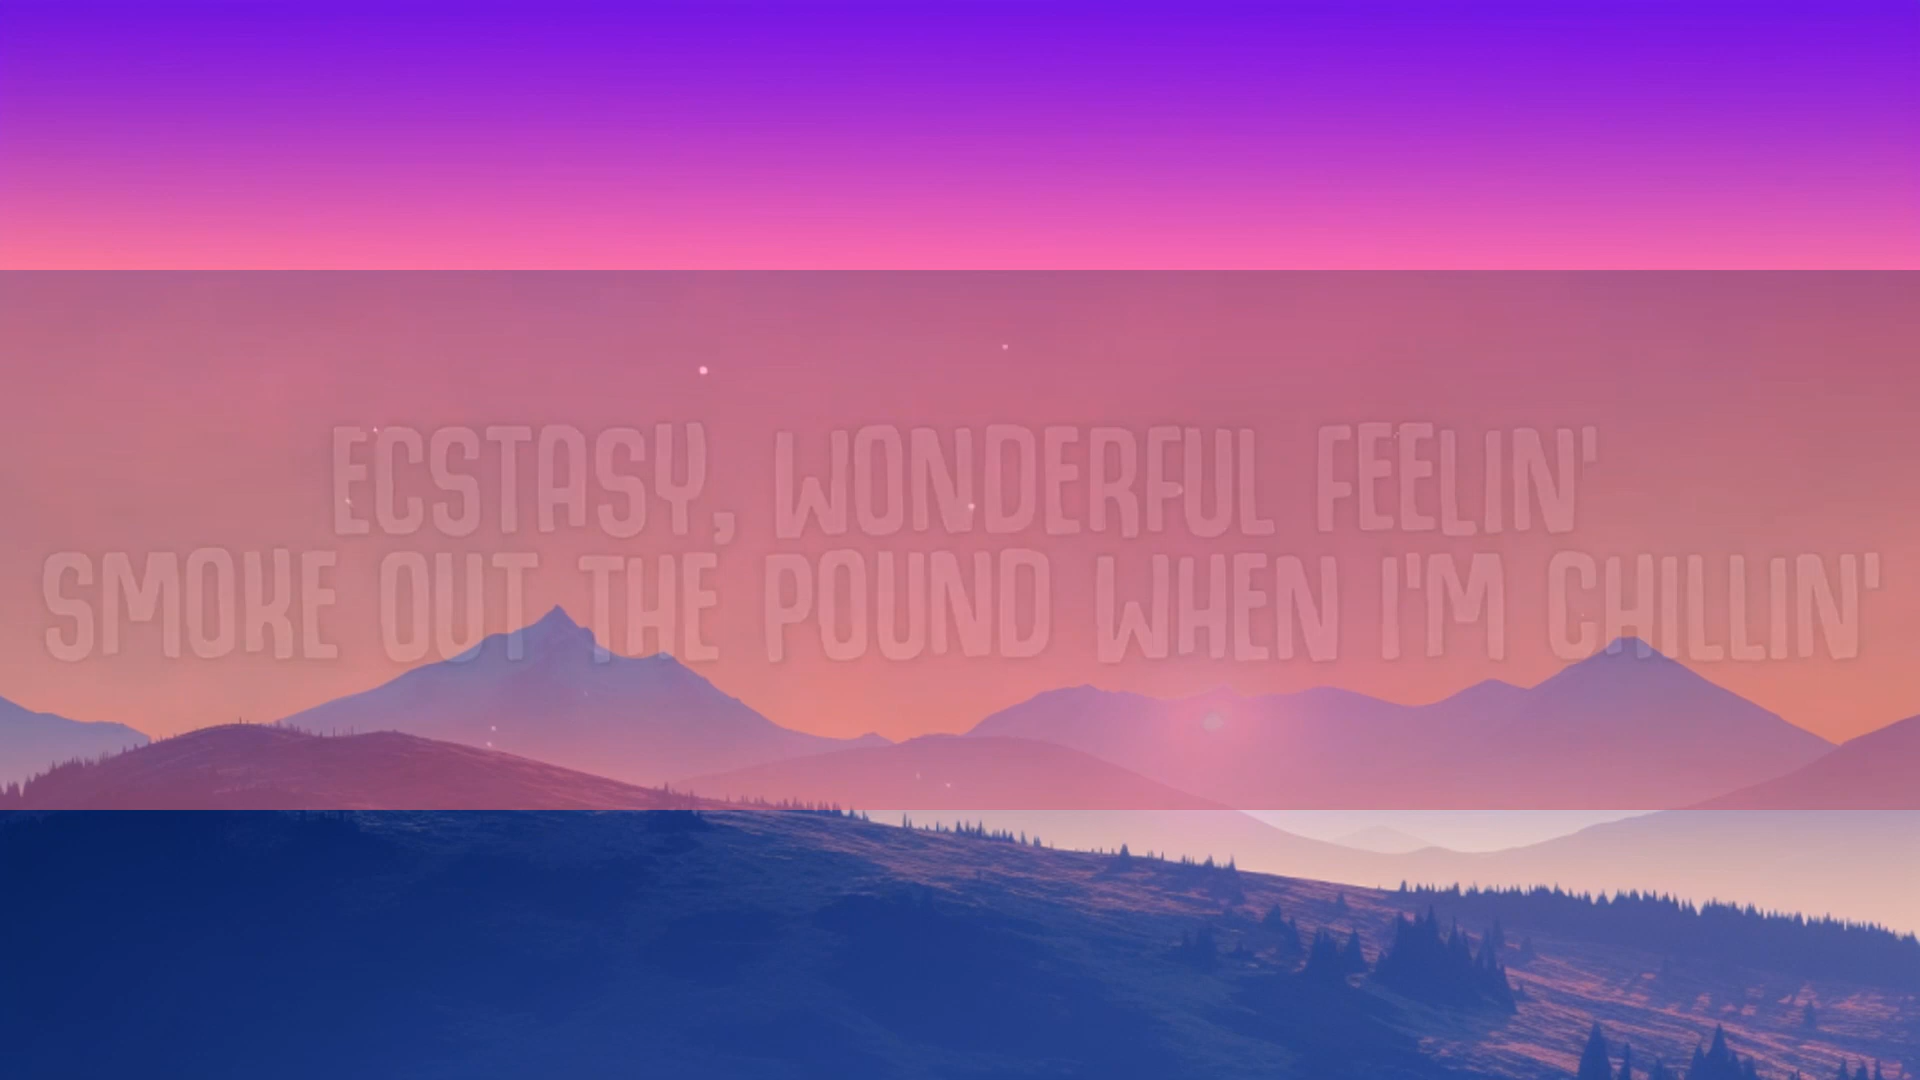 ECSTASY, WONDERFUL FEELIN'
SMOKE OUT THE POUND WHEN I'M CHILLIN'